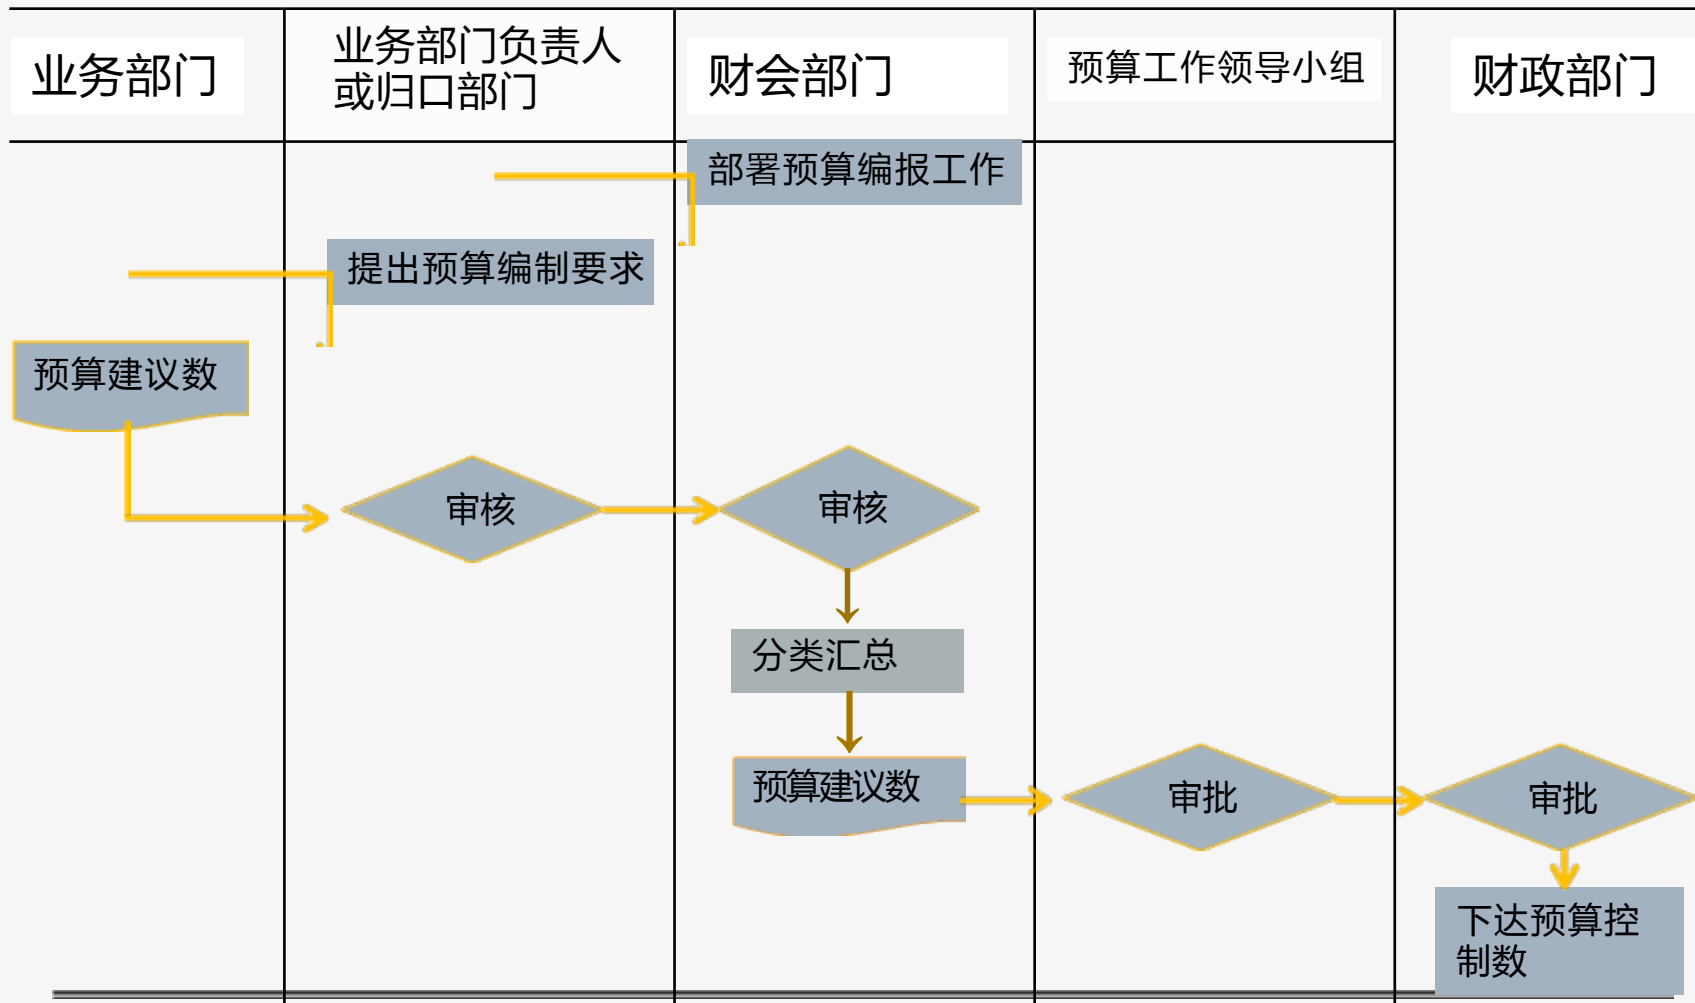 业务部门
业务部门负责人
或归口部门
财会部门
预算工作领导小组
财政部门
部署预算编报工作
提出预算编制要求
预算建议数
审核
审核
分类汇总
预算建议数
审批
审批
下达预算控
制数